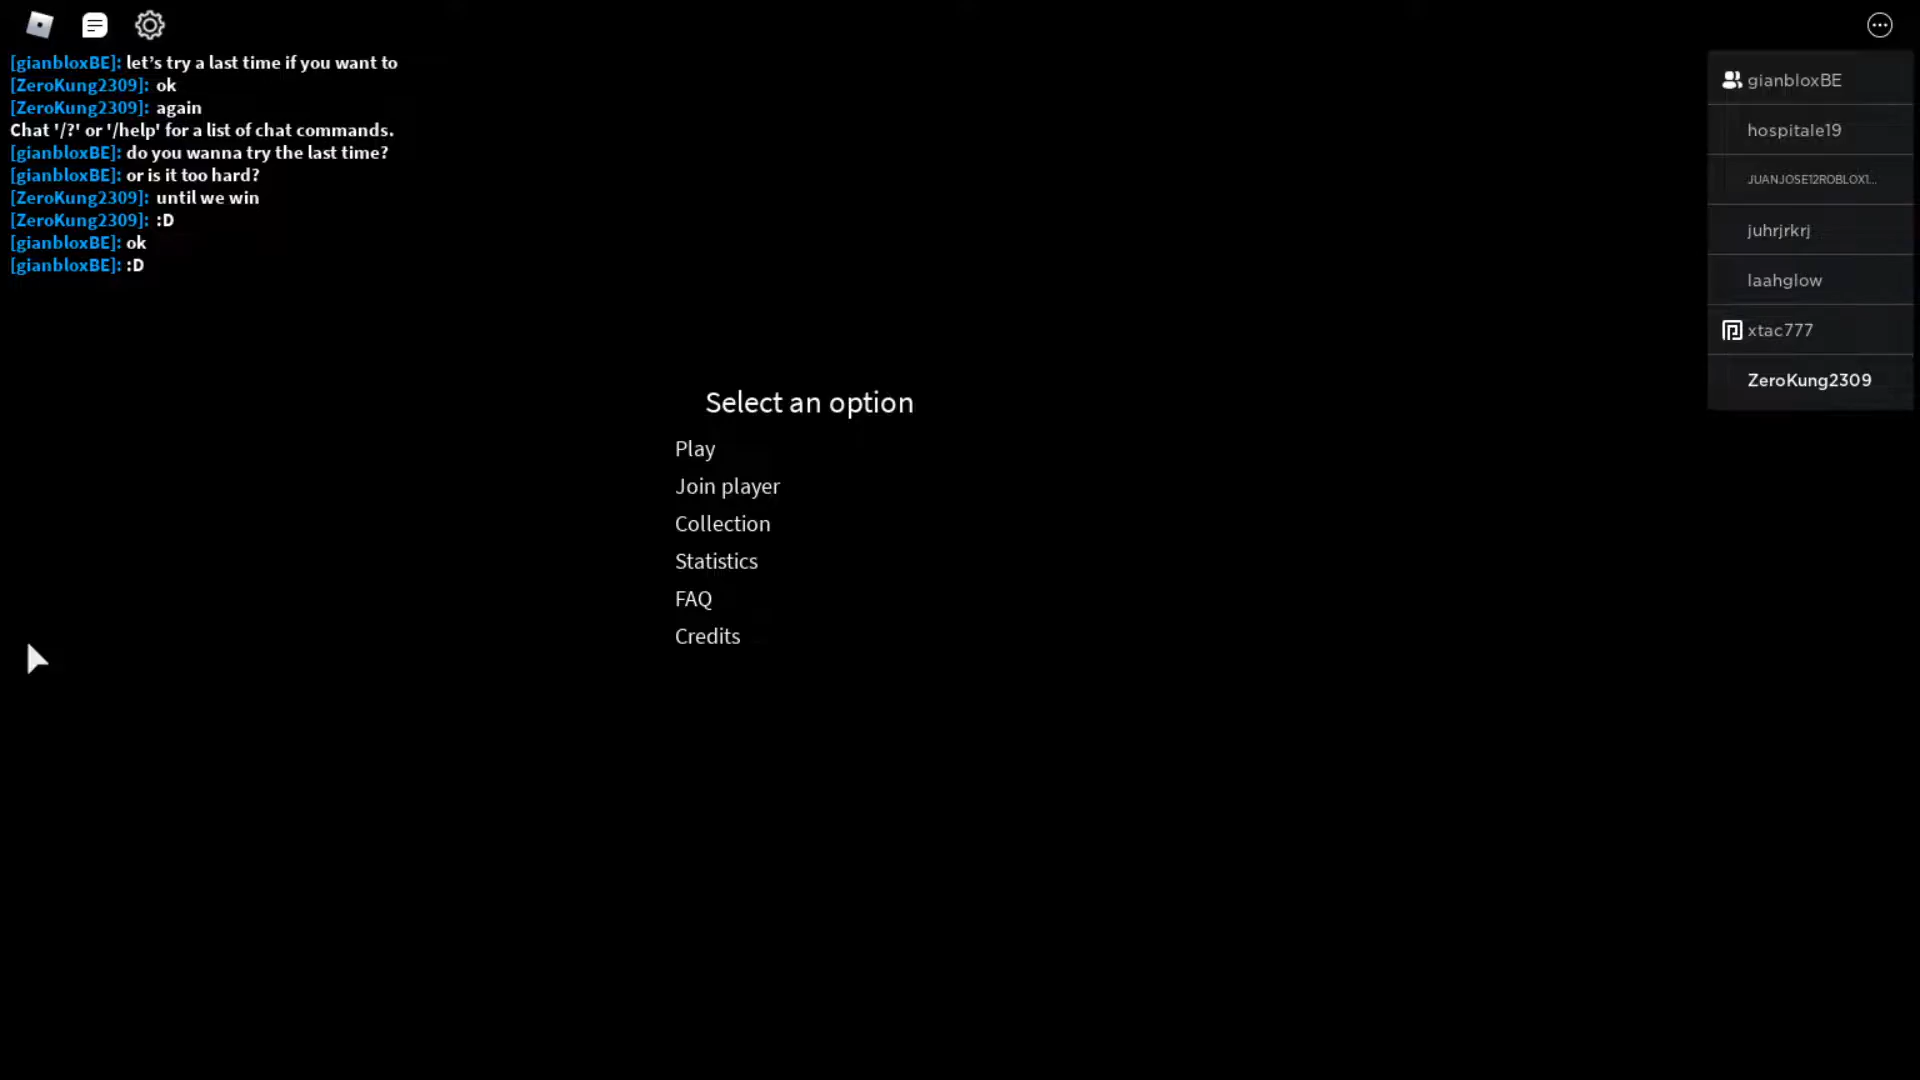 [gianbloxBE]: let's try a last time if you want to
[ZeroKung2309]: ok
[ZeroKung2309]: again
Chat '/?' or '/help' for a list of chat commands.
[gianbloxBE]: do you wanna try the last time?
[gianbloxBE]: or is it too hard?
[ZeroKung2309]: until we win
[ZeroKung2309]: :D
[gianbloxBE]: ok
[gianbloxBE]: :D
Select an option
Play
Join player
Collection
Statistics
FAQ
Credits
gianbloxBE
hospitale19
JUANJOSE12ROBLOX1...
juhrjrkrj
laahglow
xtac777
ZeroKung2309